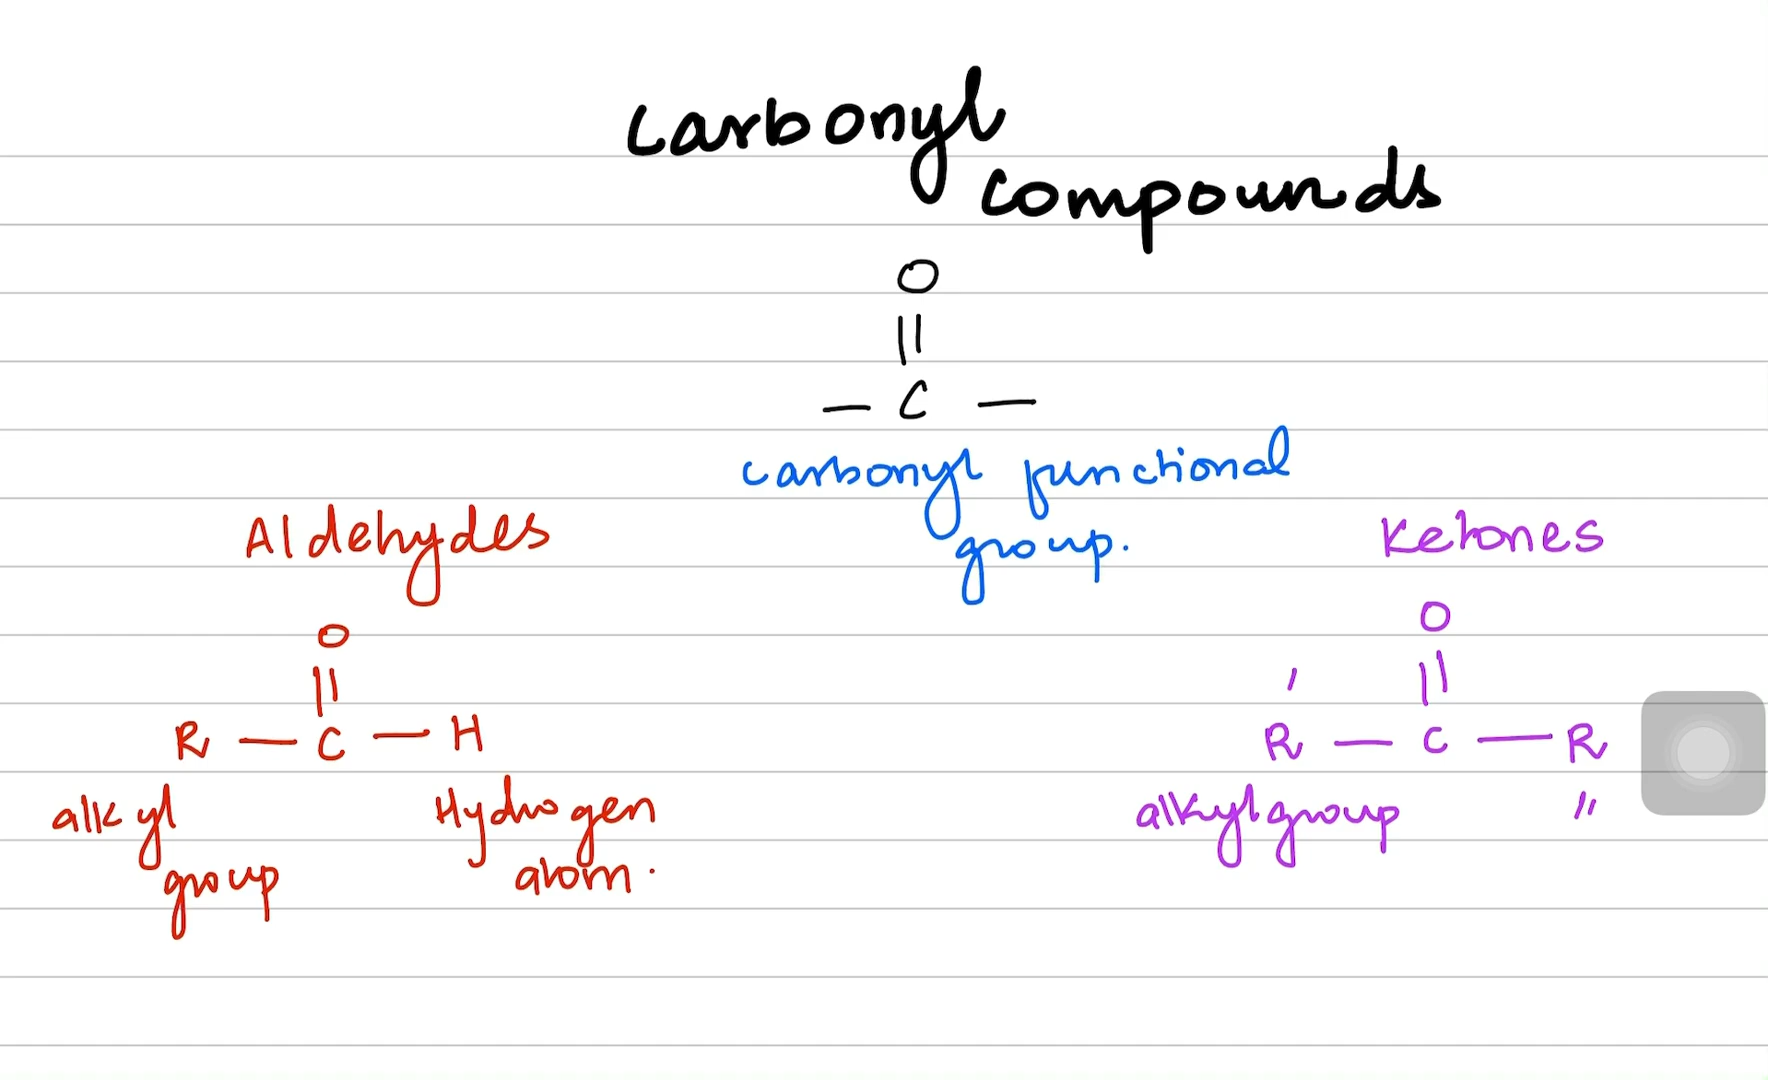 Carbonyl
compounds
O
||
— C —
carbonyl functional
group.
Aldehydes
O
||
R — C — H
alkyl
group
Hydrogen
atom.
Ketones
O
' ||
R — C — R
alkyl group "